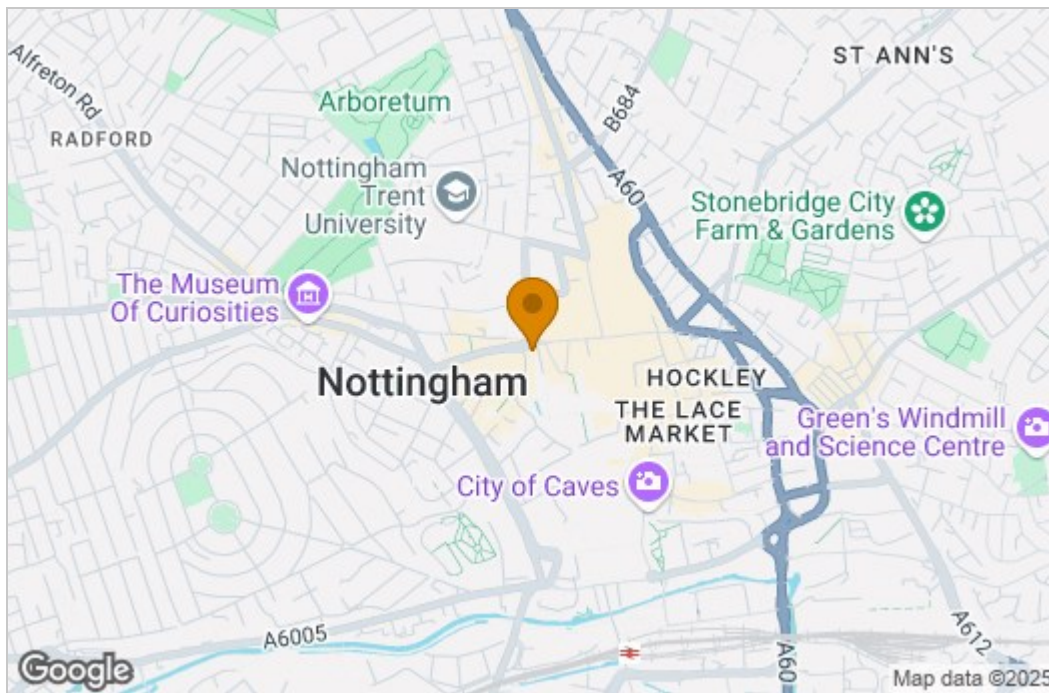 Alfreton Rd
RADFORD
Arboretum
B684
ST ANN'S
Nottingham
Trent
University
A60
Stonebridge City
Farm & Gardens
The Museum
Of Curiosities
Nottingham
HOCKLEY
THE LACE
MARKET
Green's Windmill
and Science Centre
City of Caves
A6005
A60
A612
Google
Map data ©2025